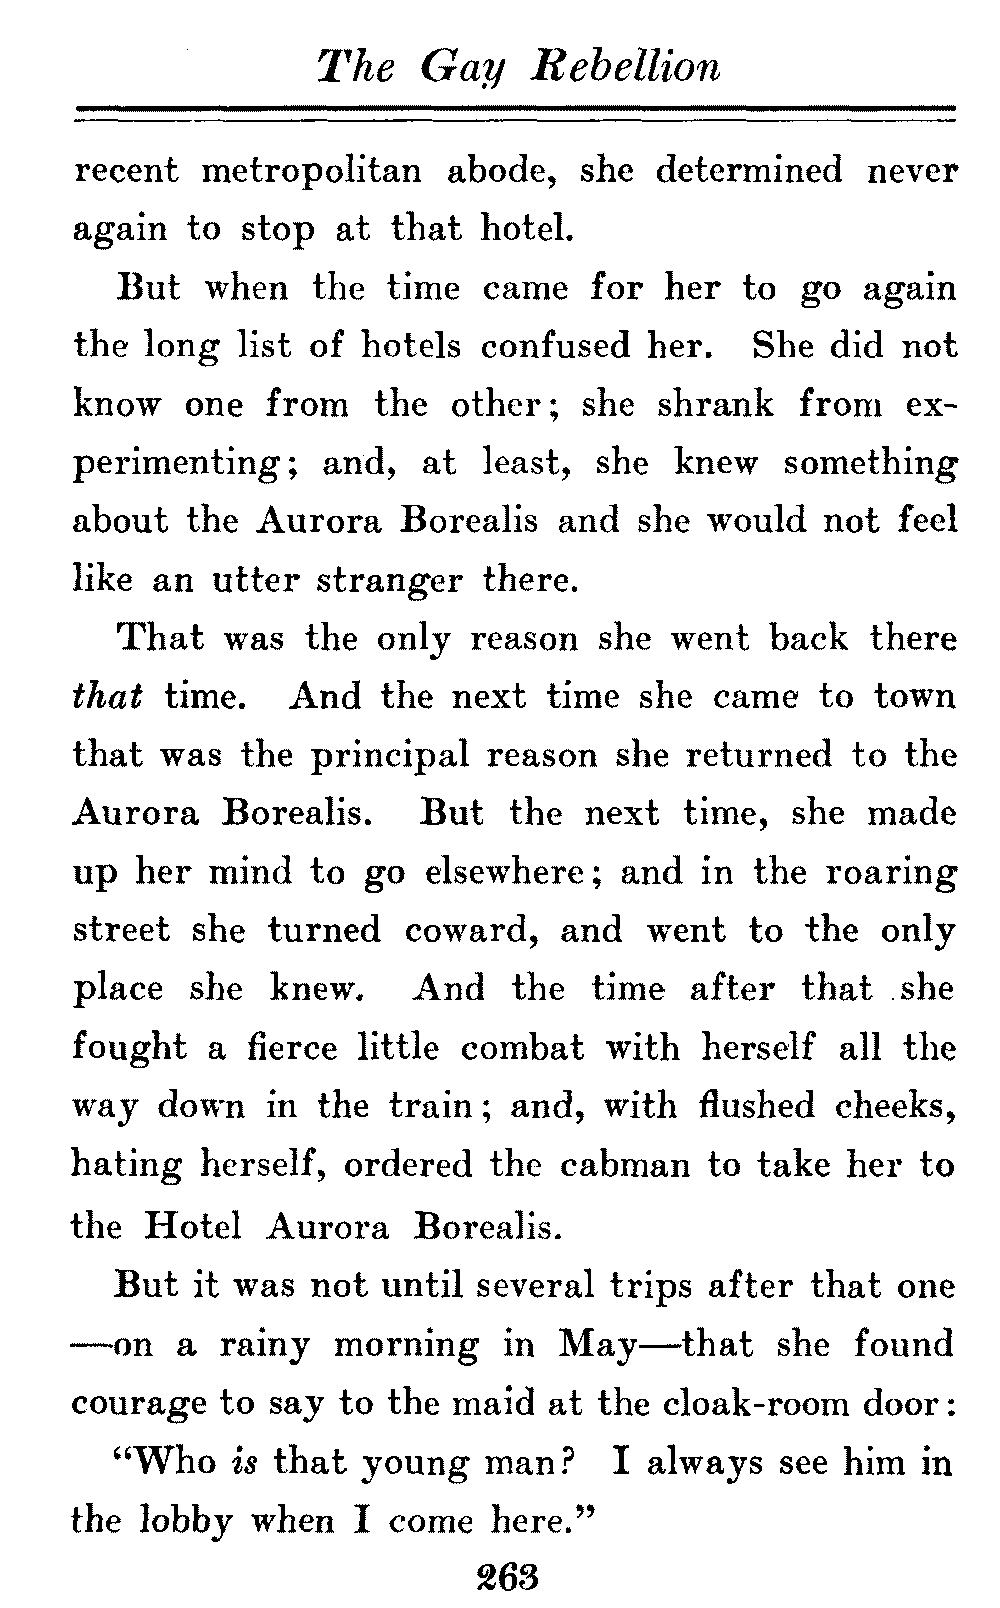 The Gay Rebellion
recent metropolitan abode, she determined never
again to stop at that hotel.
But when the time came for her to go again
the long list of hotels confused her. She did not
know one from the other; she shrank from ex-
perimenting; and, at least, she knew something
about the Aurora Borealis and she would not feel
like an utter stranger there.
That was the only reason she went back there
that time. And the next time she came to town
that was the principal reason she returned to the
Aurora Borealis. But the next time, she made
up her mind to go elsewhere; and in the roaring
street she turned coward, and went to the only
place she knew. And the time after that she
fought a fierce little combat with herself all the
way down in the train; and, with flushed cheeks,
hating herself, ordered the cabman to take her to
the Hotel Aurora Borealis.
But it was not until several trips after that one
—on a rainy morning in May—that she found
courage to say to the maid at the cloak-room door:
“Who is that young man? I always see him in
the lobby when I come here.”
263